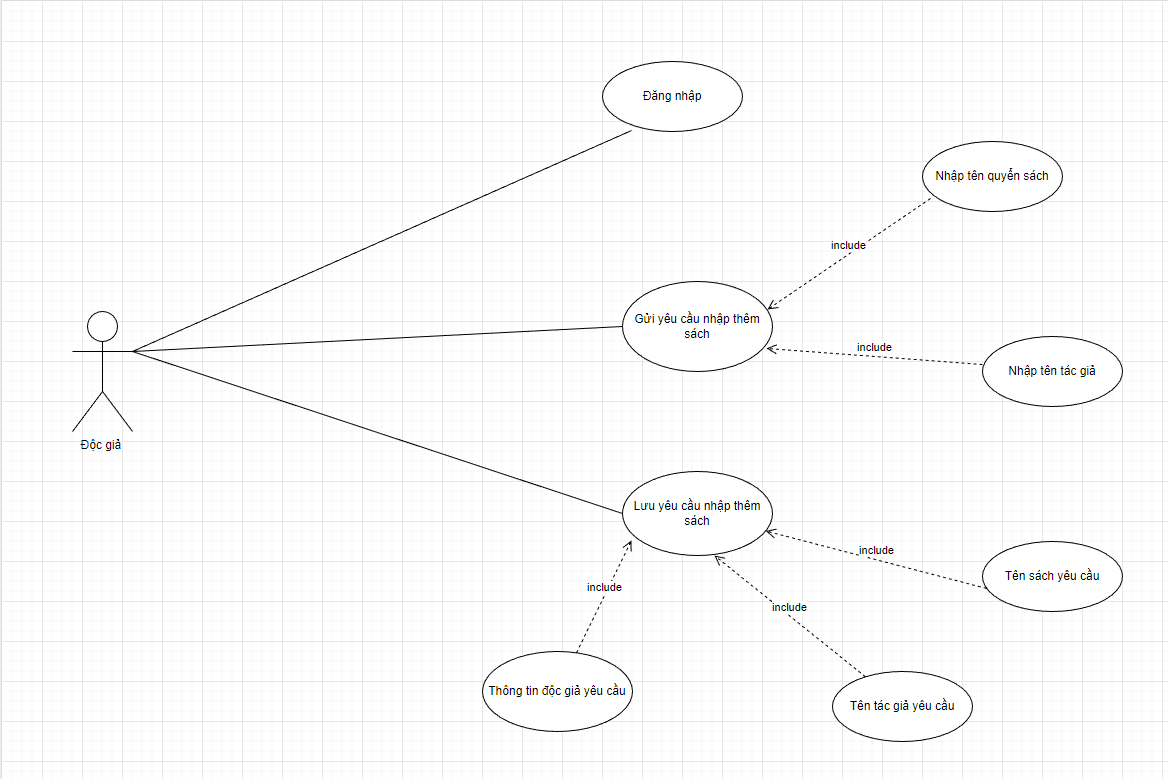 Đăng nhập
Nhập tên quyển sách
include
Gửi yêu cầu nhập thêm
sách
include
Nhập tên tác giả
Độc giả
Lưu yêu cầu nhập thêm
sách
include
Tên sách yêu cầu
include
include
Thông tin độc giả yêu cầu
Tên tác giả yêu cầu